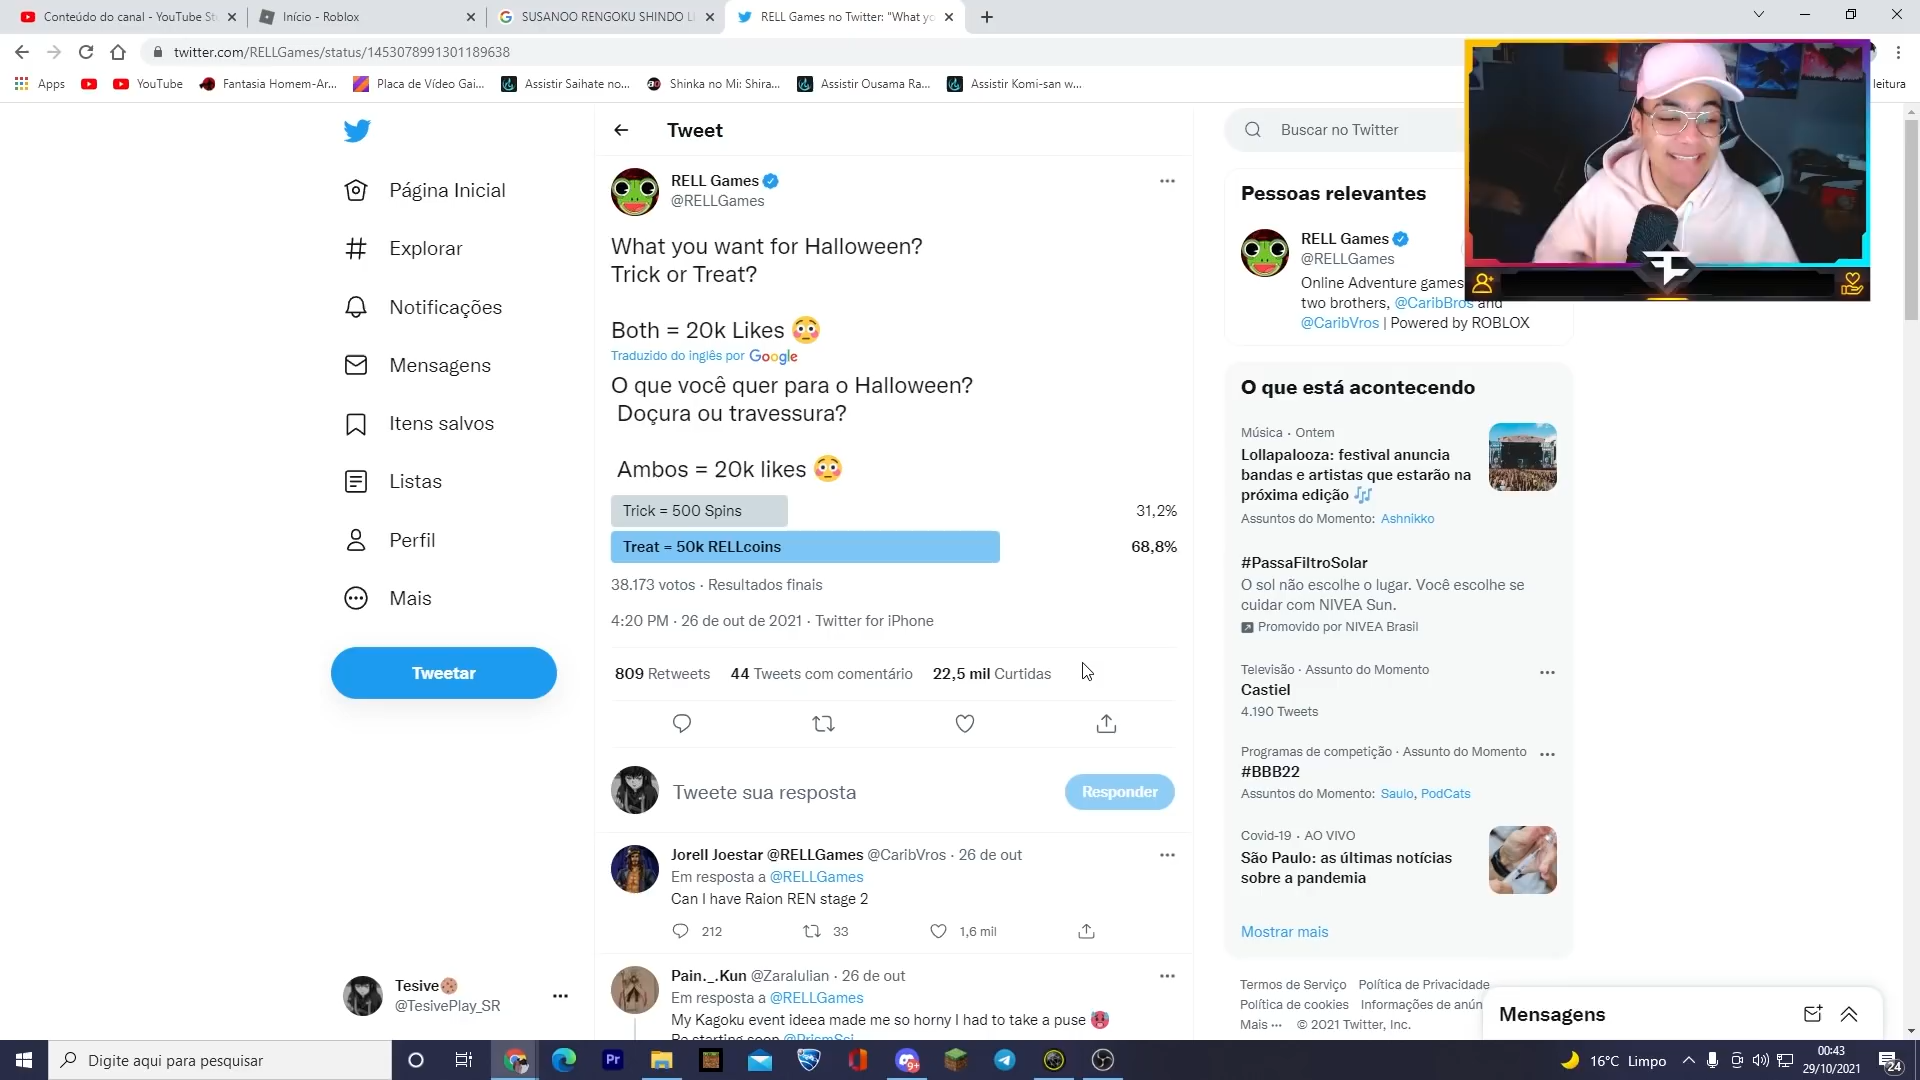 Conteúdo do canal - YouTube St
Início - Roblox
SUSANOO RENGOKU SHINDO LI
RELL Games no Twitter: "What yo
twitter.com/RELLGames/status/1453078991301189638
Apps
YouTube
Fantasia Homem-Ar...
Placa de Vídeo Gai...
Assistir Saihate no...
Shinka no Mi: Shira...
Assistir Ousama Ra...
Assistir Komi-san w...
leitura
Página Inicial
Explorar
Notificações
Mensagens
Itens salvos
Listas
Perfil
Mais
Tweetar
Tesive🍪
@TesivePlay_SR
Tweet
RELL Games
@RELLGames
What you want for Halloween?
Trick or Treat?
Both = 20k Likes 😳
Traduzido do inglês por Google
O que você quer para o Halloween?
Doçura ou travessura?
Ambos = 20k likes 😳
Trick = 500 Spins 31,2%
Treat = 50k RELLcoins 68,8%
38.173 votos · Resultados finais
4:20 PM · 26 de out de 2021 · Twitter for iPhone
809 Retweets 44 Tweets com comentário 22,5 mil Curtidas
Tweete sua resposta
Responder
Jorell Joestar @RELLGames @CaribVros · 26 de out
Em resposta a @RELLGames
Can I have Raion REN stage 2
212 33 1,6 mil
Pain._.Kun @Zaralulian · 26 de out
Em resposta a @RELLGames
My Kagoku event ideea made me so horny I had to take a puse 🥵
Re starting soon @PrismSsi
Buscar no Twitter
Pessoas relevantes
RELL Games
@RELLGames
Online Adventure games
two brothers, @CaribBros and
@CaribVros | Powered by ROBLOX
O que está acontecendo
Música · Ontem
Lollapalooza: festival anuncia
bandas e artistas que estarão na
próxima edição 🎶
Assuntos do Momento: Ashnikko
#PassaFiltroSolar
O sol não escolhe o lugar. Você escolhe se
cuidar com NIVEA Sun.
Promovido por NIVEA Brasil
Televisão · Assunto do Momento
Castiel
4.190 Tweets
Programas de competição · Assunto do Momento
#BBB22
Assuntos do Momento: Saulo, PodCats
Covid-19 · AO VIVO
São Paulo: as últimas notícias
sobre a pandemia
Mostrar mais
Termos de Serviço Política de Privacidade
Política de cookies Informações de anún
Mais ··· © 2021 Twitter, Inc.
Mensagens
Digite aqui para pesquisar
Pr
9+
16°C Limpo
00:43
29/10/2021
24